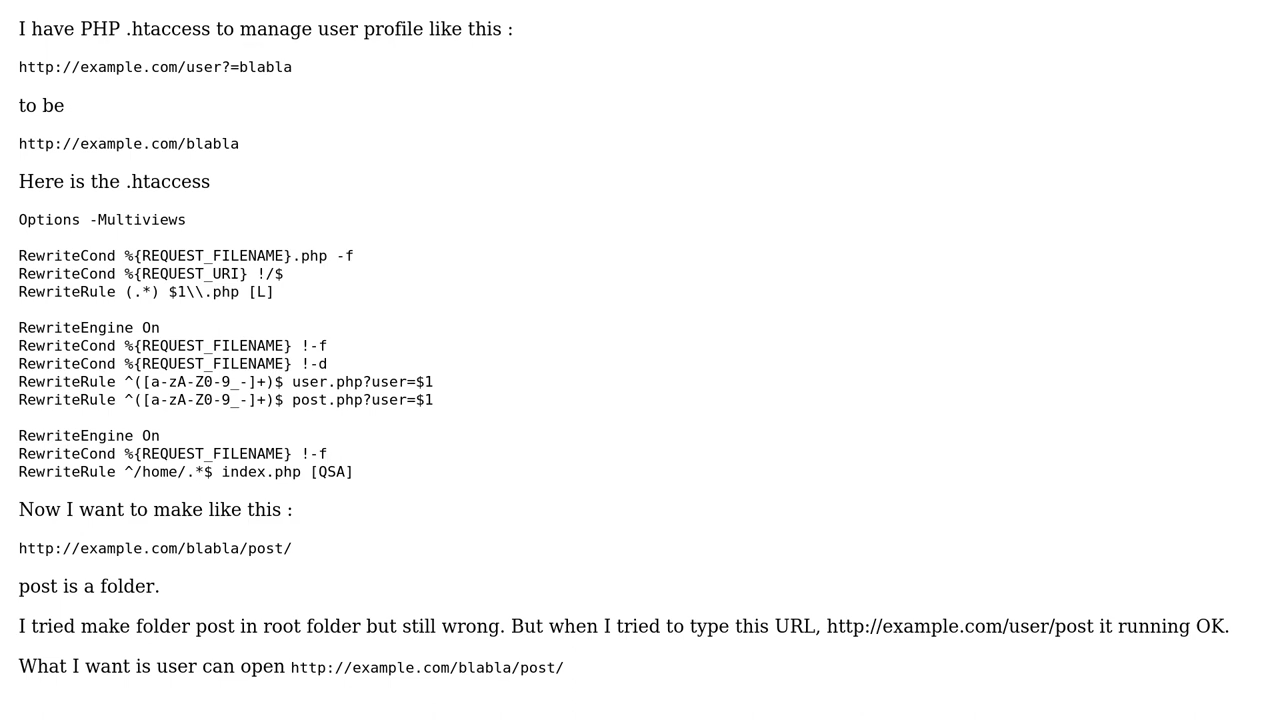 I have PHP .htaccess to manage user profile like this :
http://example.com/user?=blabla
to be
http://example.com/blabla
Here is the .htaccess
Options -Multiviews
RewriteCond %{REQUEST_FILENAME}.php -f
RewriteCond %{REQUEST_URI} !/$
RewriteRule (.*) $1\\.php [L]
RewriteEngine On
RewriteCond %{REQUEST_FILENAME} !-f
RewriteCond %{REQUEST_FILENAME} !-d
RewriteRule ^([a-zA-Z0-9_-]+)$ user.php?user=$1
RewriteRule ^([a-zA-Z0-9_-]+)$ post.php?user=$1
RewriteEngine On
RewriteCond %{REQUEST_FILENAME} !-f
RewriteRule ^/home/.*$ index.php [QSA]
Now I want to make like this :
http://example.com/blabla/post/
post is a folder.
I tried make folder post in root folder but still wrong. But when I tried to type this URL, http://example.com/user/post it running OK.
What I want is user can open http://example.com/blabla/post/